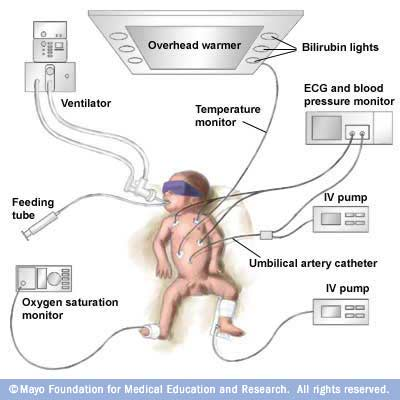 Overhead warmer
Bilirubin lights
ECG and blood
pressure monitor
Ventilator
Temperature
monitor
Feeding
tube
IV pump
Umbilical artery catheter
IV pump
Oxygen saturation
monitor
© Mayo Foundation for Medical Education and Research. All rights reserved.